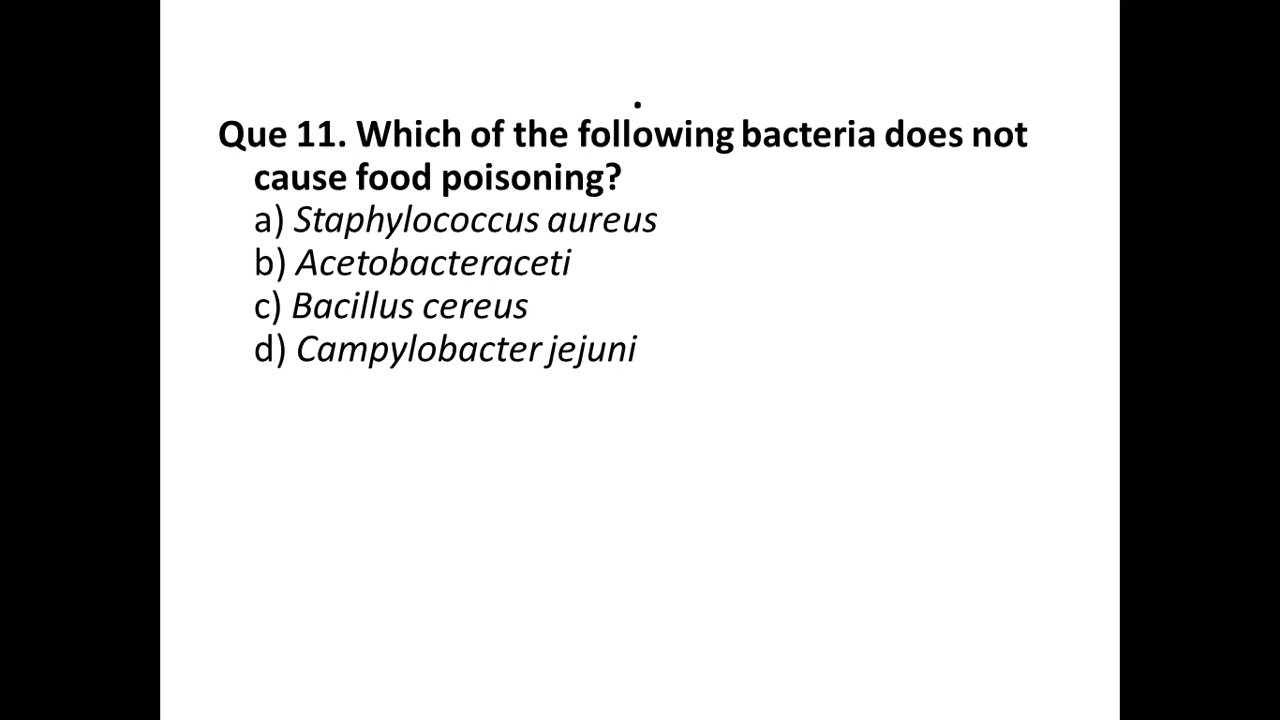 Que 11. Which of the following bacteria does not
cause food poisoning?
a) Staphylococcus aureus
b) Acetobacteraceti
c) Bacillus cereus
d) Campylobacter jejuni